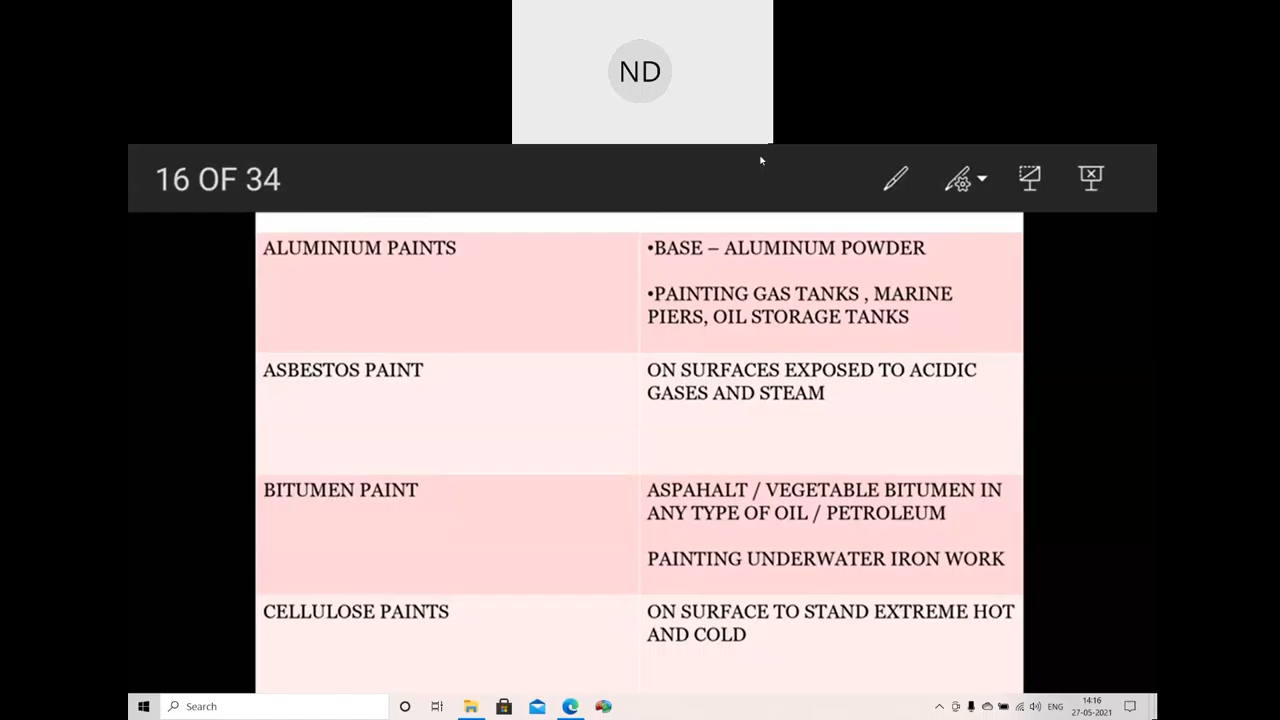 ND
16 OF 34
ALUMINIUM PAINTS
•BASE – ALUMINUM POWDER
•PAINTING GAS TANKS , MARINE
PIERS, OIL STORAGE TANKS
ASBESTOS PAINT
ON SURFACES EXPOSED TO ACIDIC
GASES AND STEAM
BITUMEN PAINT
ASPAHALT / VEGETABLE BITUMEN IN
ANY TYPE OF OIL / PETROLEUM
PAINTING UNDERWATER IRON WORK
CELLULOSE PAINTS
ON SURFACE TO STAND EXTREME HOT
AND COLD
Search
ENG
14:16
27-05-2021